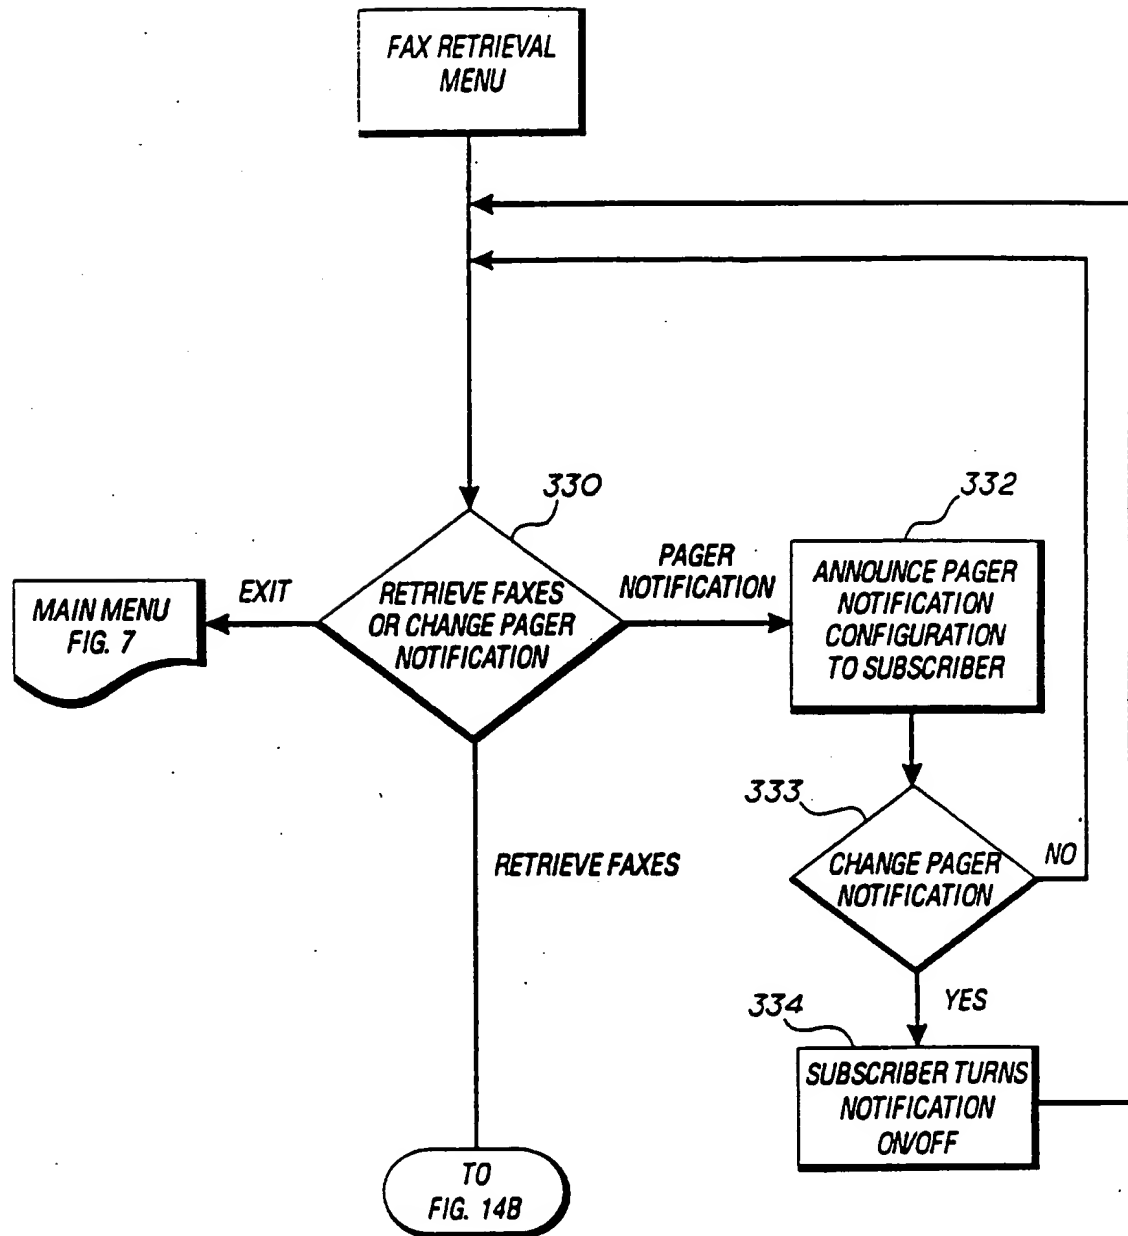 FAX RETRIEVAL
MENU
330
332
EXIT
PAGER
NOTIFICATION
MAIN MENU
FIG. 7
RETRIEVE FAXES
OR CHANGE PAGER
NOTIFICATION
ANNOUNCE PAGER
NOTIFICATION
CONFIGURATION
TO SUBSCRIBER
333
RETRIEVE FAXES
CHANGE PAGER
NOTIFICATION
NO
YES
334
SUBSCRIBER TURNS
NOTIFICATION
ON/OFF
TO
FIG. 14B